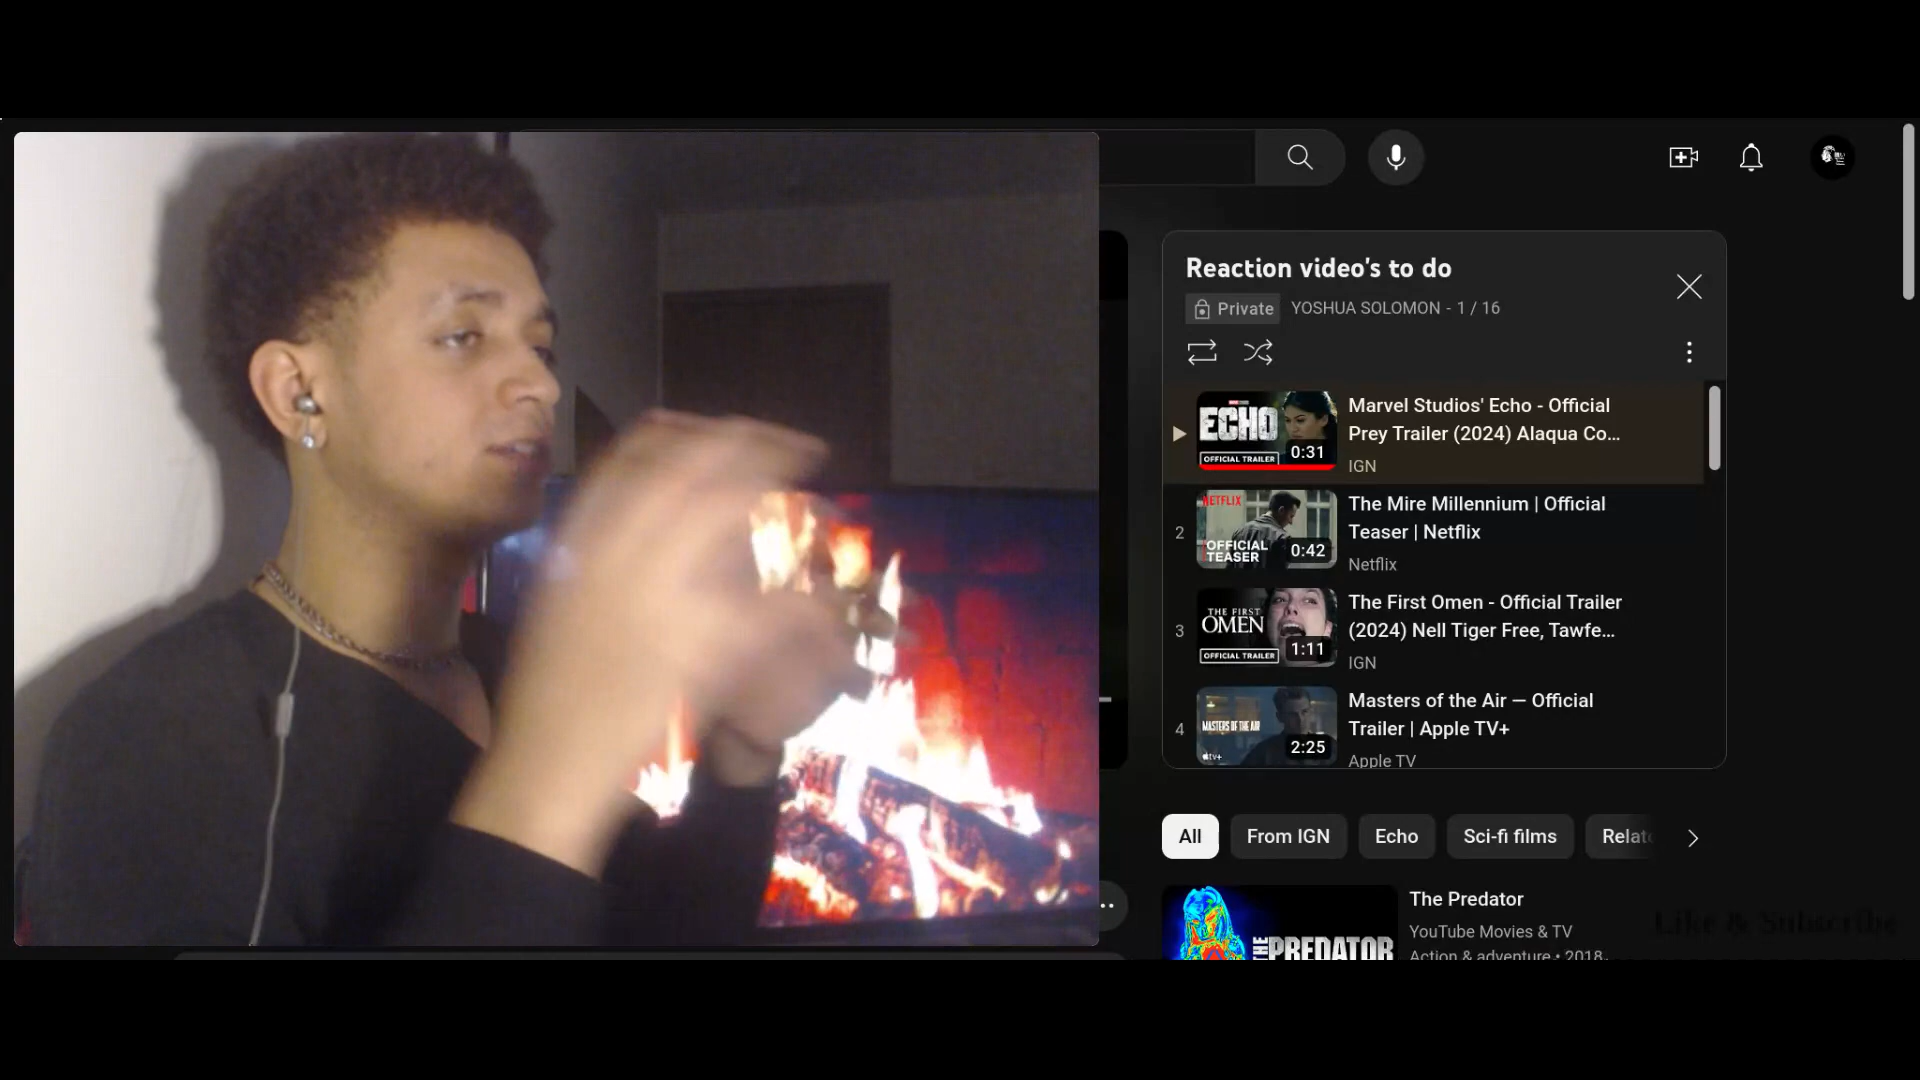 Reaction video's to do
Private YOSHUA SOLOMON - 1 / 16
ECHO
OFFICIAL TRAILER
0:31
Marvel Studios' Echo - Official
Prey Trailer (2024) Alaqua Co...
IGN
2
NETFLIX
OFFICIAL
TEASER
0:42
The Mire Millennium | Official
Teaser | Netflix
Netflix
3
THE FIRST
OMEN
OFFICIAL TRAILER
1:11
The First Omen - Official Trailer
(2024) Nell Tiger Free, Tawfe...
IGN
4
MASTERS OF THE AIR
tv+
2:25
Masters of the Air — Official
Trailer | Apple TV+
Apple TV
All From IGN Echo Sci-fi films Relat
THE PREDATOR
The Predator
YouTube Movies & TV
Action & adventure • 2018
Like & Subscribe